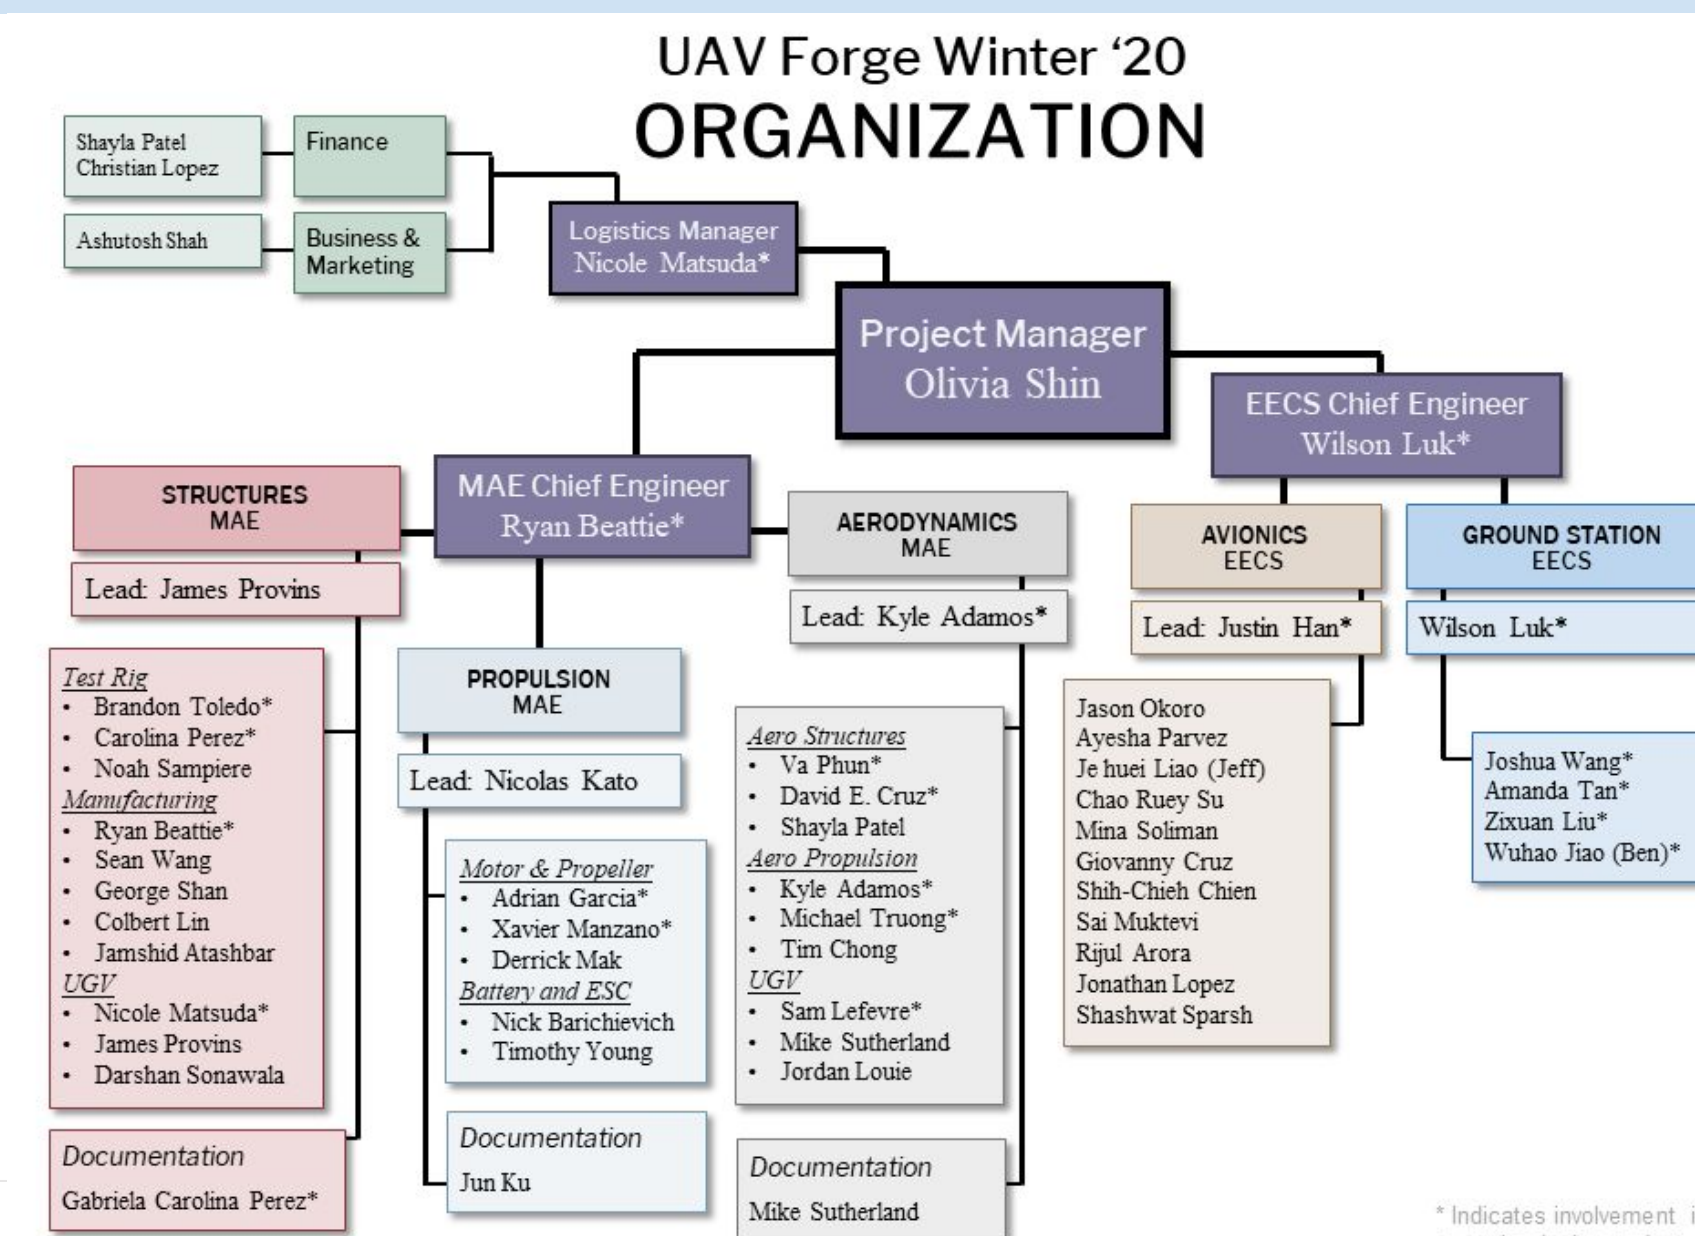 UAV Forge Winter ‘20
ORGANIZATION
Shayla Patel
Christian Lopez
Finance
Ashutosh Shah
Business &
Marketing
Logistics Manager
Nicole Matsuda*
Project Manager
Olivia Shin
EECS Chief Engineer
Wilson Luk*
MAE Chief Engineer
Ryan Beattie*
STRUCTURES
MAE
Lead: James Provins
Test Rig
• Brandon Toledo*
• Carolina Perez*
• Noah Sampiere
Manufacturing
• Ryan Beattie*
• Sean Wang
• George Shan
• Colbert Lin
• Jamshid Atashbar
UGV
• Nicole Matsuda*
• James Provins
• Darshan Sonawala
Documentation
Gabriela Carolina Perez*
PROPULSION
MAE
Lead: Nicolas Kato
Motor & Propeller
• Adrian Garcia*
• Xavier Manzano*
• Derrick Mak
Battery and ESC
• Nick Barichievich
• Timothy Young
Documentation
Jun Ku
AERODYNAMICS
MAE
Lead: Kyle Adamos*
Aero Structures
• Va Phun*
• David E. Cruz*
• Shayla Patel
Aero Propulsion
• Kyle Adamos*
• Michael Truong*
• Tim Chong
UGV
• Sam Lefevre*
• Mike Sutherland
• Jordan Louie
Documentation
Mike Sutherland
AVIONICS
EECS
Lead: Justin Han*
Jason Okoro
Ayesha Parvez
Je huei Liao (Jeff)
Chao Ruey Su
Mina Soliman
Giovanny Cruz
Shih-Chieh Chien
Sai Muktevi
Rijul Arora
Jonathan Lopez
Shashwat Sparsh
GROUND STATION
EECS
Wilson Luk*
Joshua Wang*
Amanda Tan*
Zixuan Liu*
Wuhao Jiao (Ben)*
* Indicates involvement